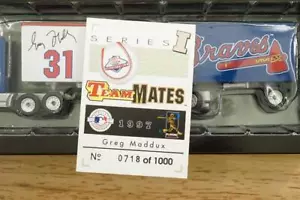 SERIES I
31
Braves
TEAM MATES
1997
Greg Maddux
No 0718 of 1000